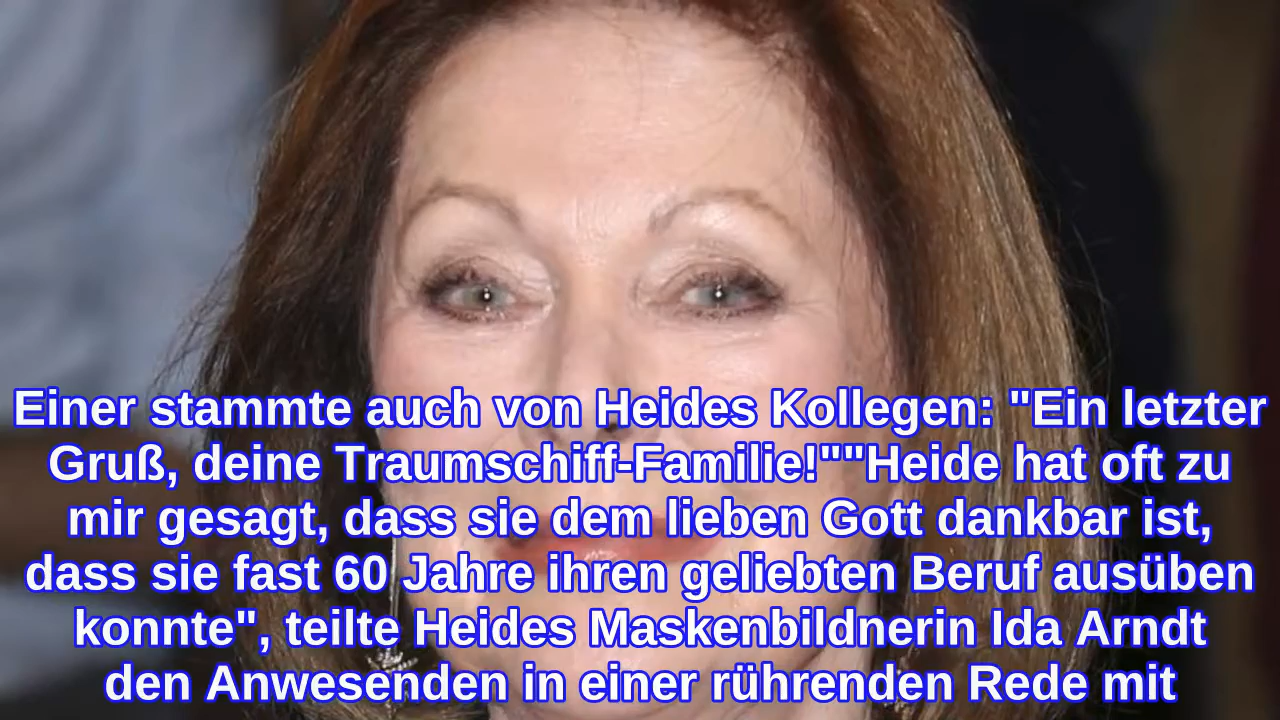 Einer stammte auch von Heides Kollegen: "Ein letzter
Gruß, deine Traumschiff-Familie!""Heide hat oft zu
mir gesagt, dass sie dem lieben Gott dankbar ist,
dass sie fast 60 Jahre ihren geliebten Beruf ausüben
konnte", teilte Heides Maskenbildnerin Ida Arndt
den Anwesenden in einer rührenden Rede mit